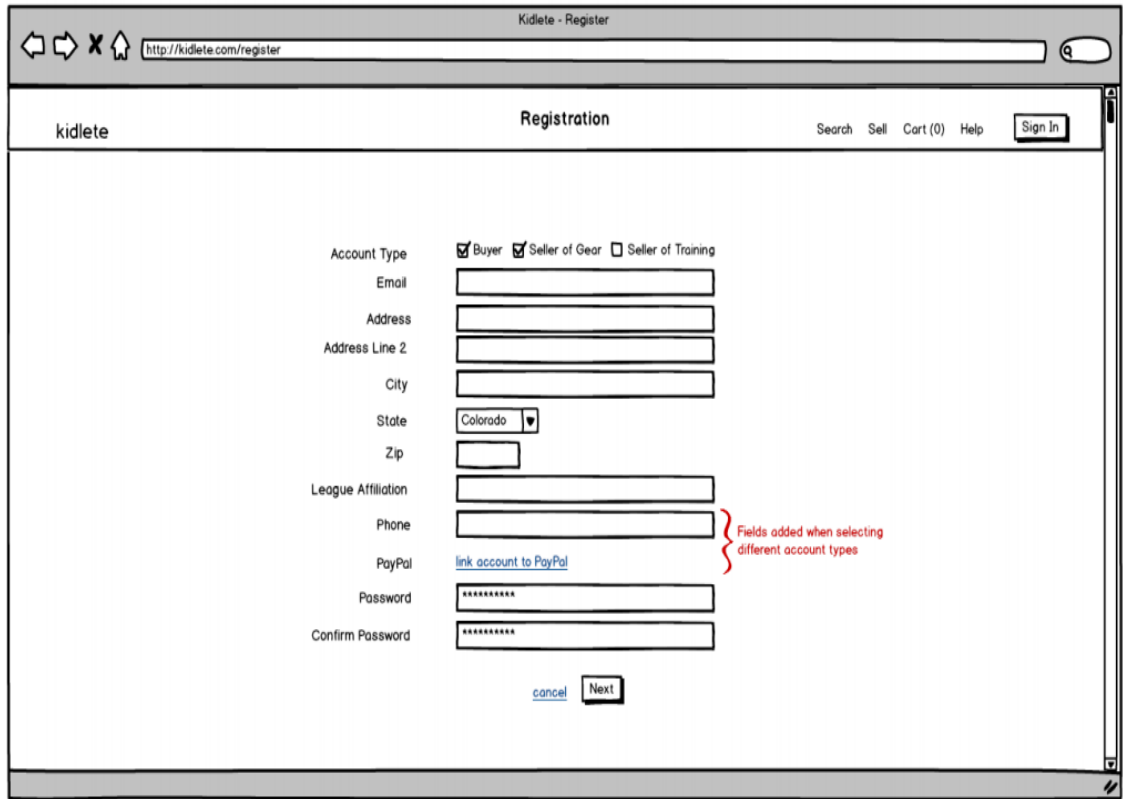 Kidlete - Register
http://kidlete.com/register
kidlete
Registration
Search Sell Cart (0) Help Sign In
Account Type Buyer Seller of Gear Seller of Training
Email
Address
Address Line 2
City
State Colorado
Zip
League Affiliation
Phone
Fields added when selecting
different account types
PayPal link account to PayPal
Password **********
Confirm Password **********
cancel Next